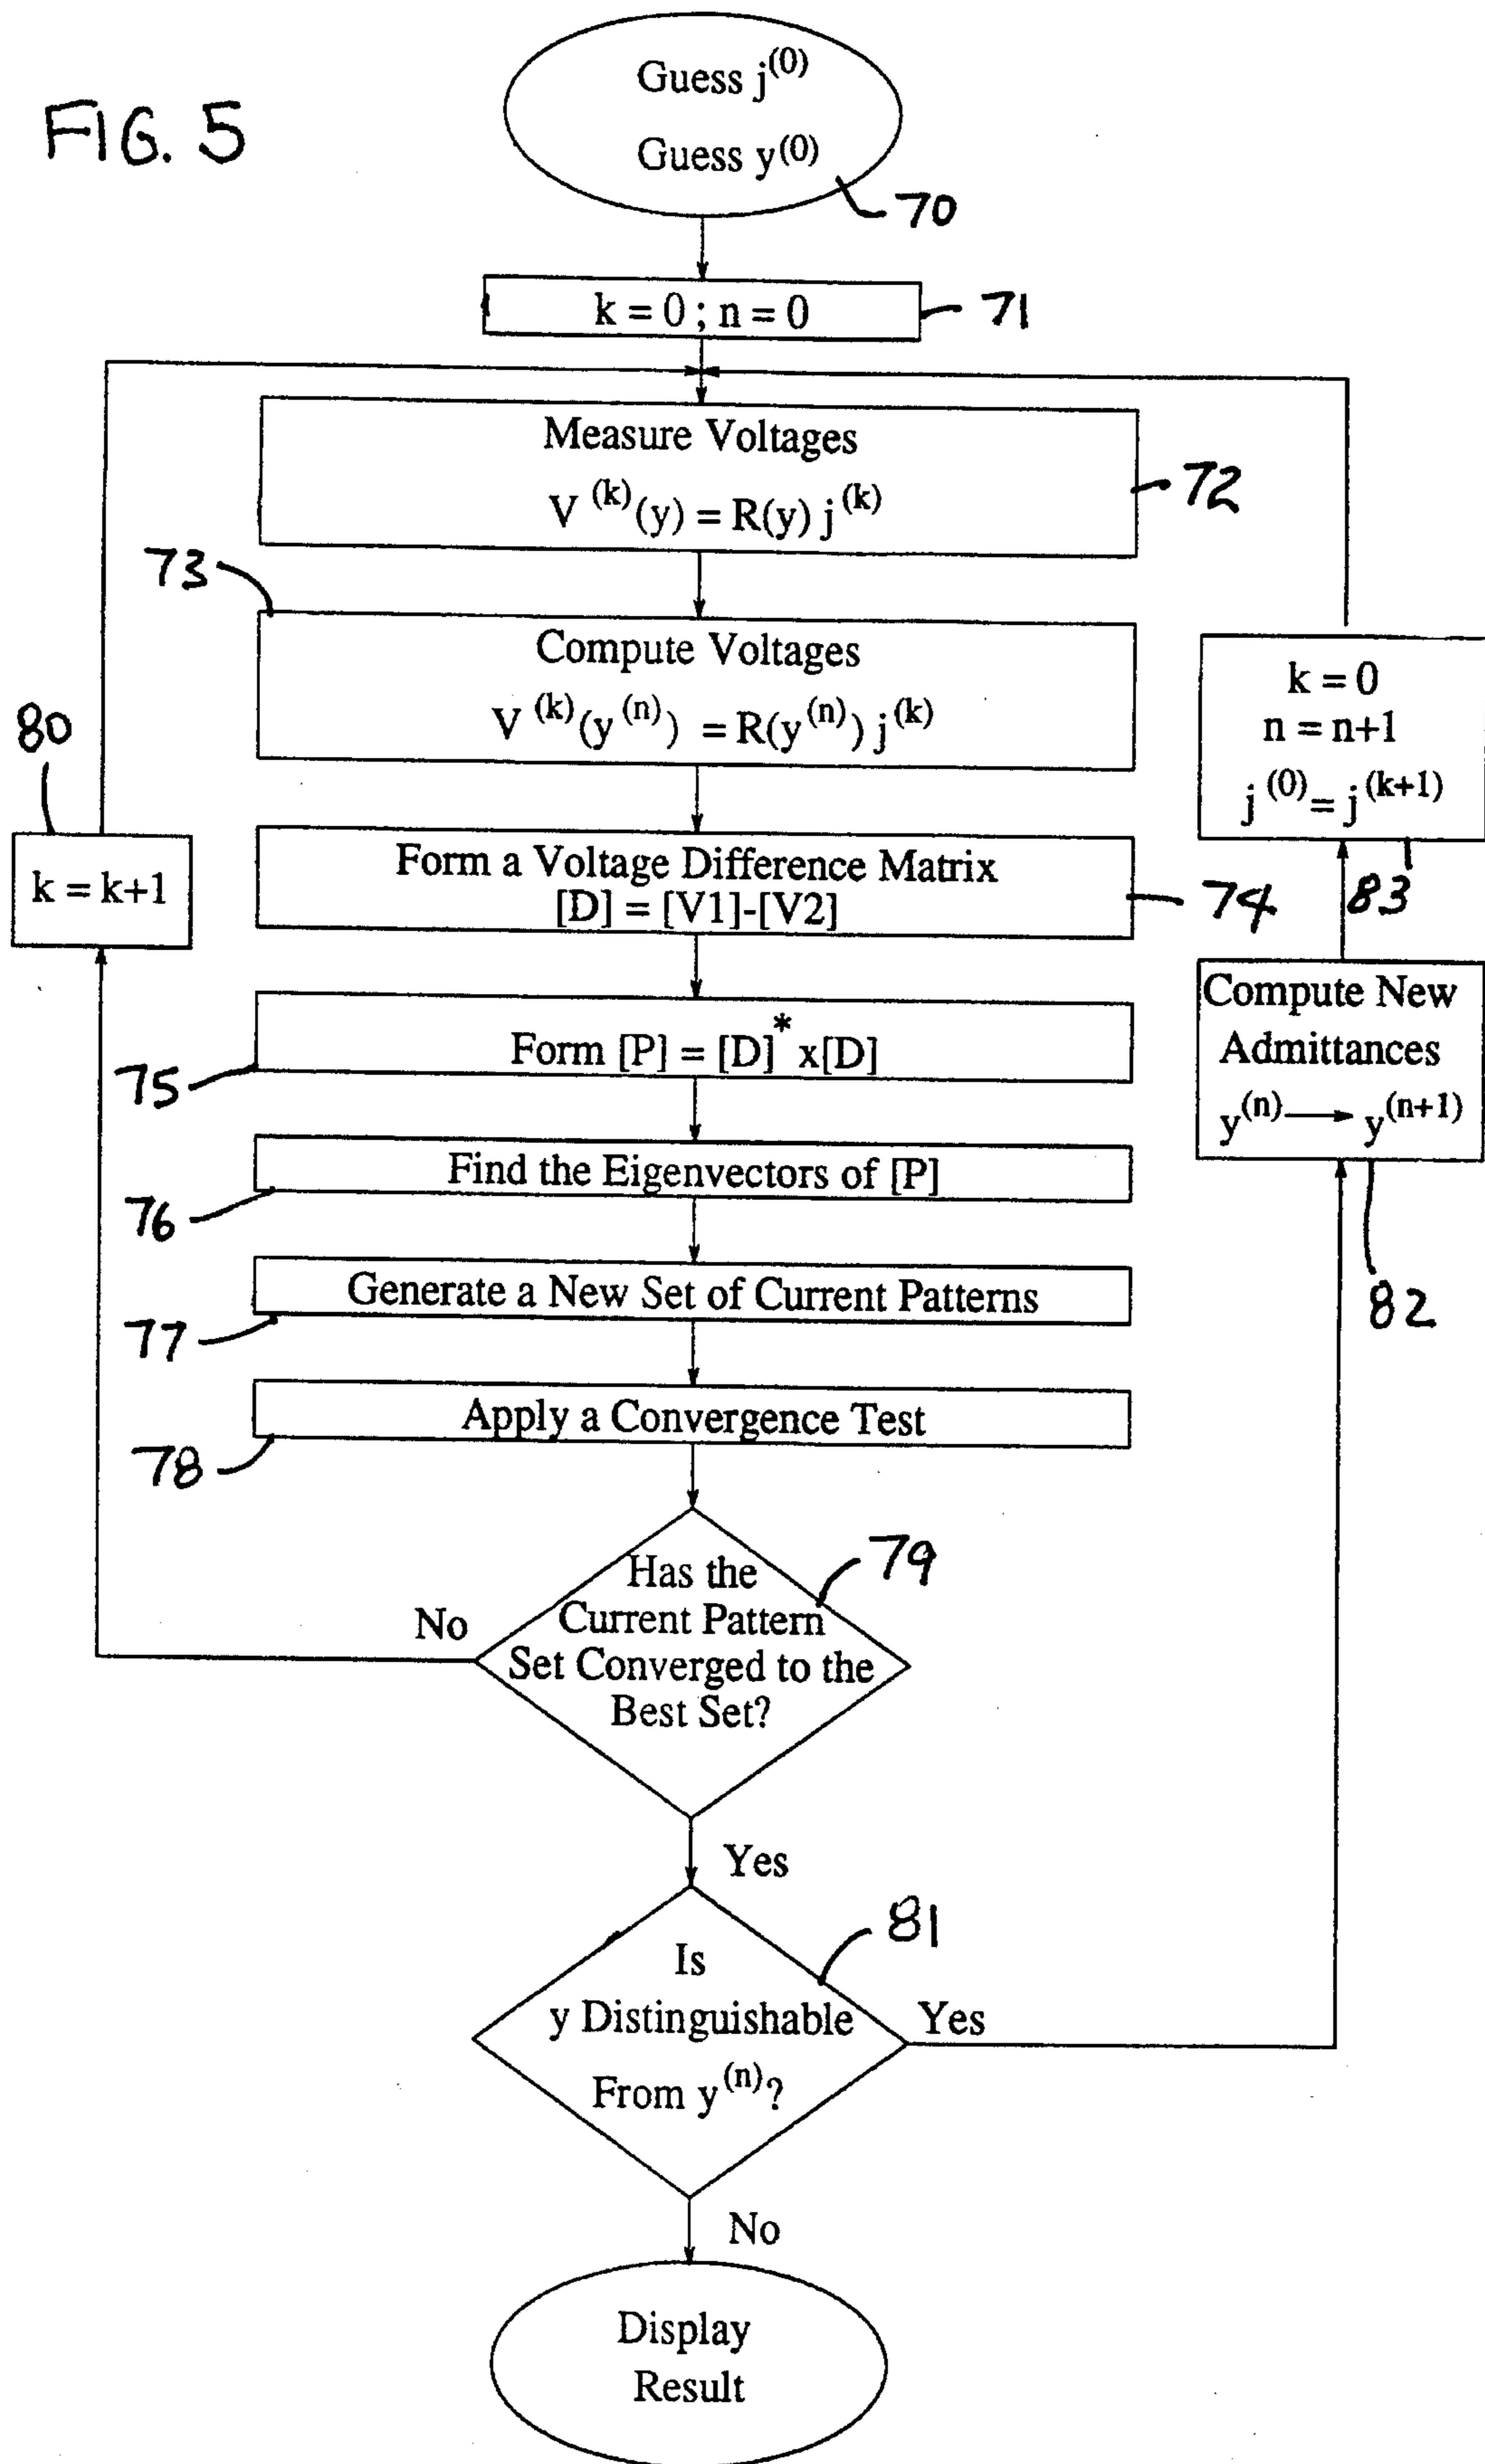 FIG. 5
Guess j^(0)
Guess y^(0)
70
k = 0 ; n = 0
71
Measure Voltages
V^(k)(y) = R(y) j^(k)
72
73
Compute Voltages
V^(k)(y^(n)) = R(y^(n)) j^(k)
k = 0
n = n+1
j^(0) = j^(k+1)
83
80
k = k+1
Form a Voltage Difference Matrix
[D] = [V1]-[V2]
74
Compute New
Admittances
y^(n) → y^(n+1)
82
Form [P] = [D]^* x[D]
75
Find the Eigenvectors of [P]
76
Generate a New Set of Current Patterns
77
Apply a Convergence Test
78
Has the
Current Pattern
Set Converged to the
Best Set?
79
No
Yes
Is
y Distinguishable
From y^(n)?
81
Yes
No
Display
Result